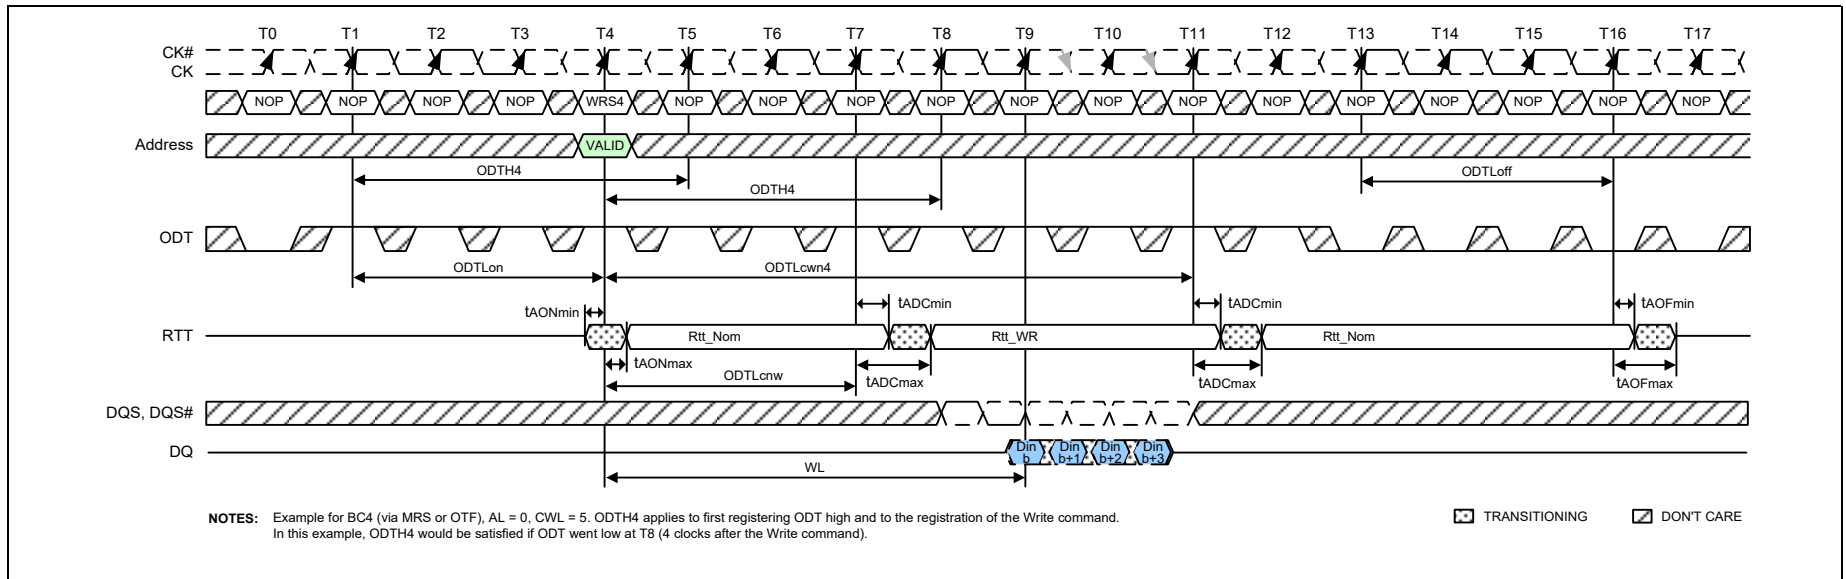 T0 T1 T2 T3 T4 T5 T6 T7 T8 T9 T10 T11 T12 T13 T14 T15 T16 T17
CK#
CK
NOP NOP NOP NOP WRS4 NOP NOP NOP NOP NOP NOP NOP NOP NOP NOP NOP NOP NOP
Address VALID
ODTH4 ODTLoff
ODTH4
ODT
ODTLon ODTLcwn4
tAONmin tADCmin tADCmin tAOFmin
RTT Rtt_Nom Rtt_WR Rtt_Nom
tAONmax
ODTLcnw tADCmax tADCmax tAOFmax
DQS, DQS#
DQ Din b Din b+1 Din b+2 Din b+3
WL
NOTES: Example for BC4 (via MRS or OTF), AL = 0, CWL = 5. ODTH4 applies to first registering ODT high and to the registration of the Write command.
In this example, ODTH4 would be satisfied if ODT went low at T8 (4 clocks after the Write command).
TRANSITIONING DON'T CARE